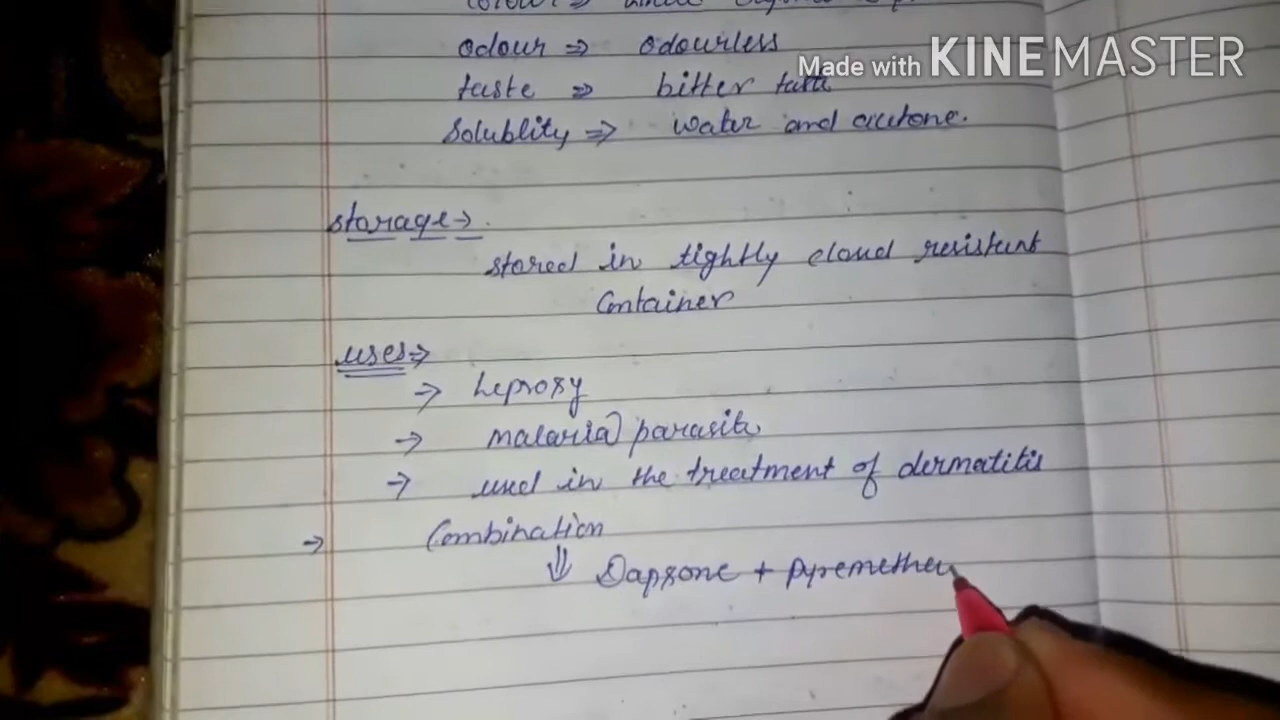 odour ⇒ odourless
Made with KINEMASTER
taste ⇒ bitter taste
Solublity ⇒ water and acetone.
storage →
stored in tightly closed resistant
Container
uses ⇒
→ Leprosy
→ malaria parasite
→ used in the treatment of dermatitis
→ Combination
⇓ Dapsone + pyremethe